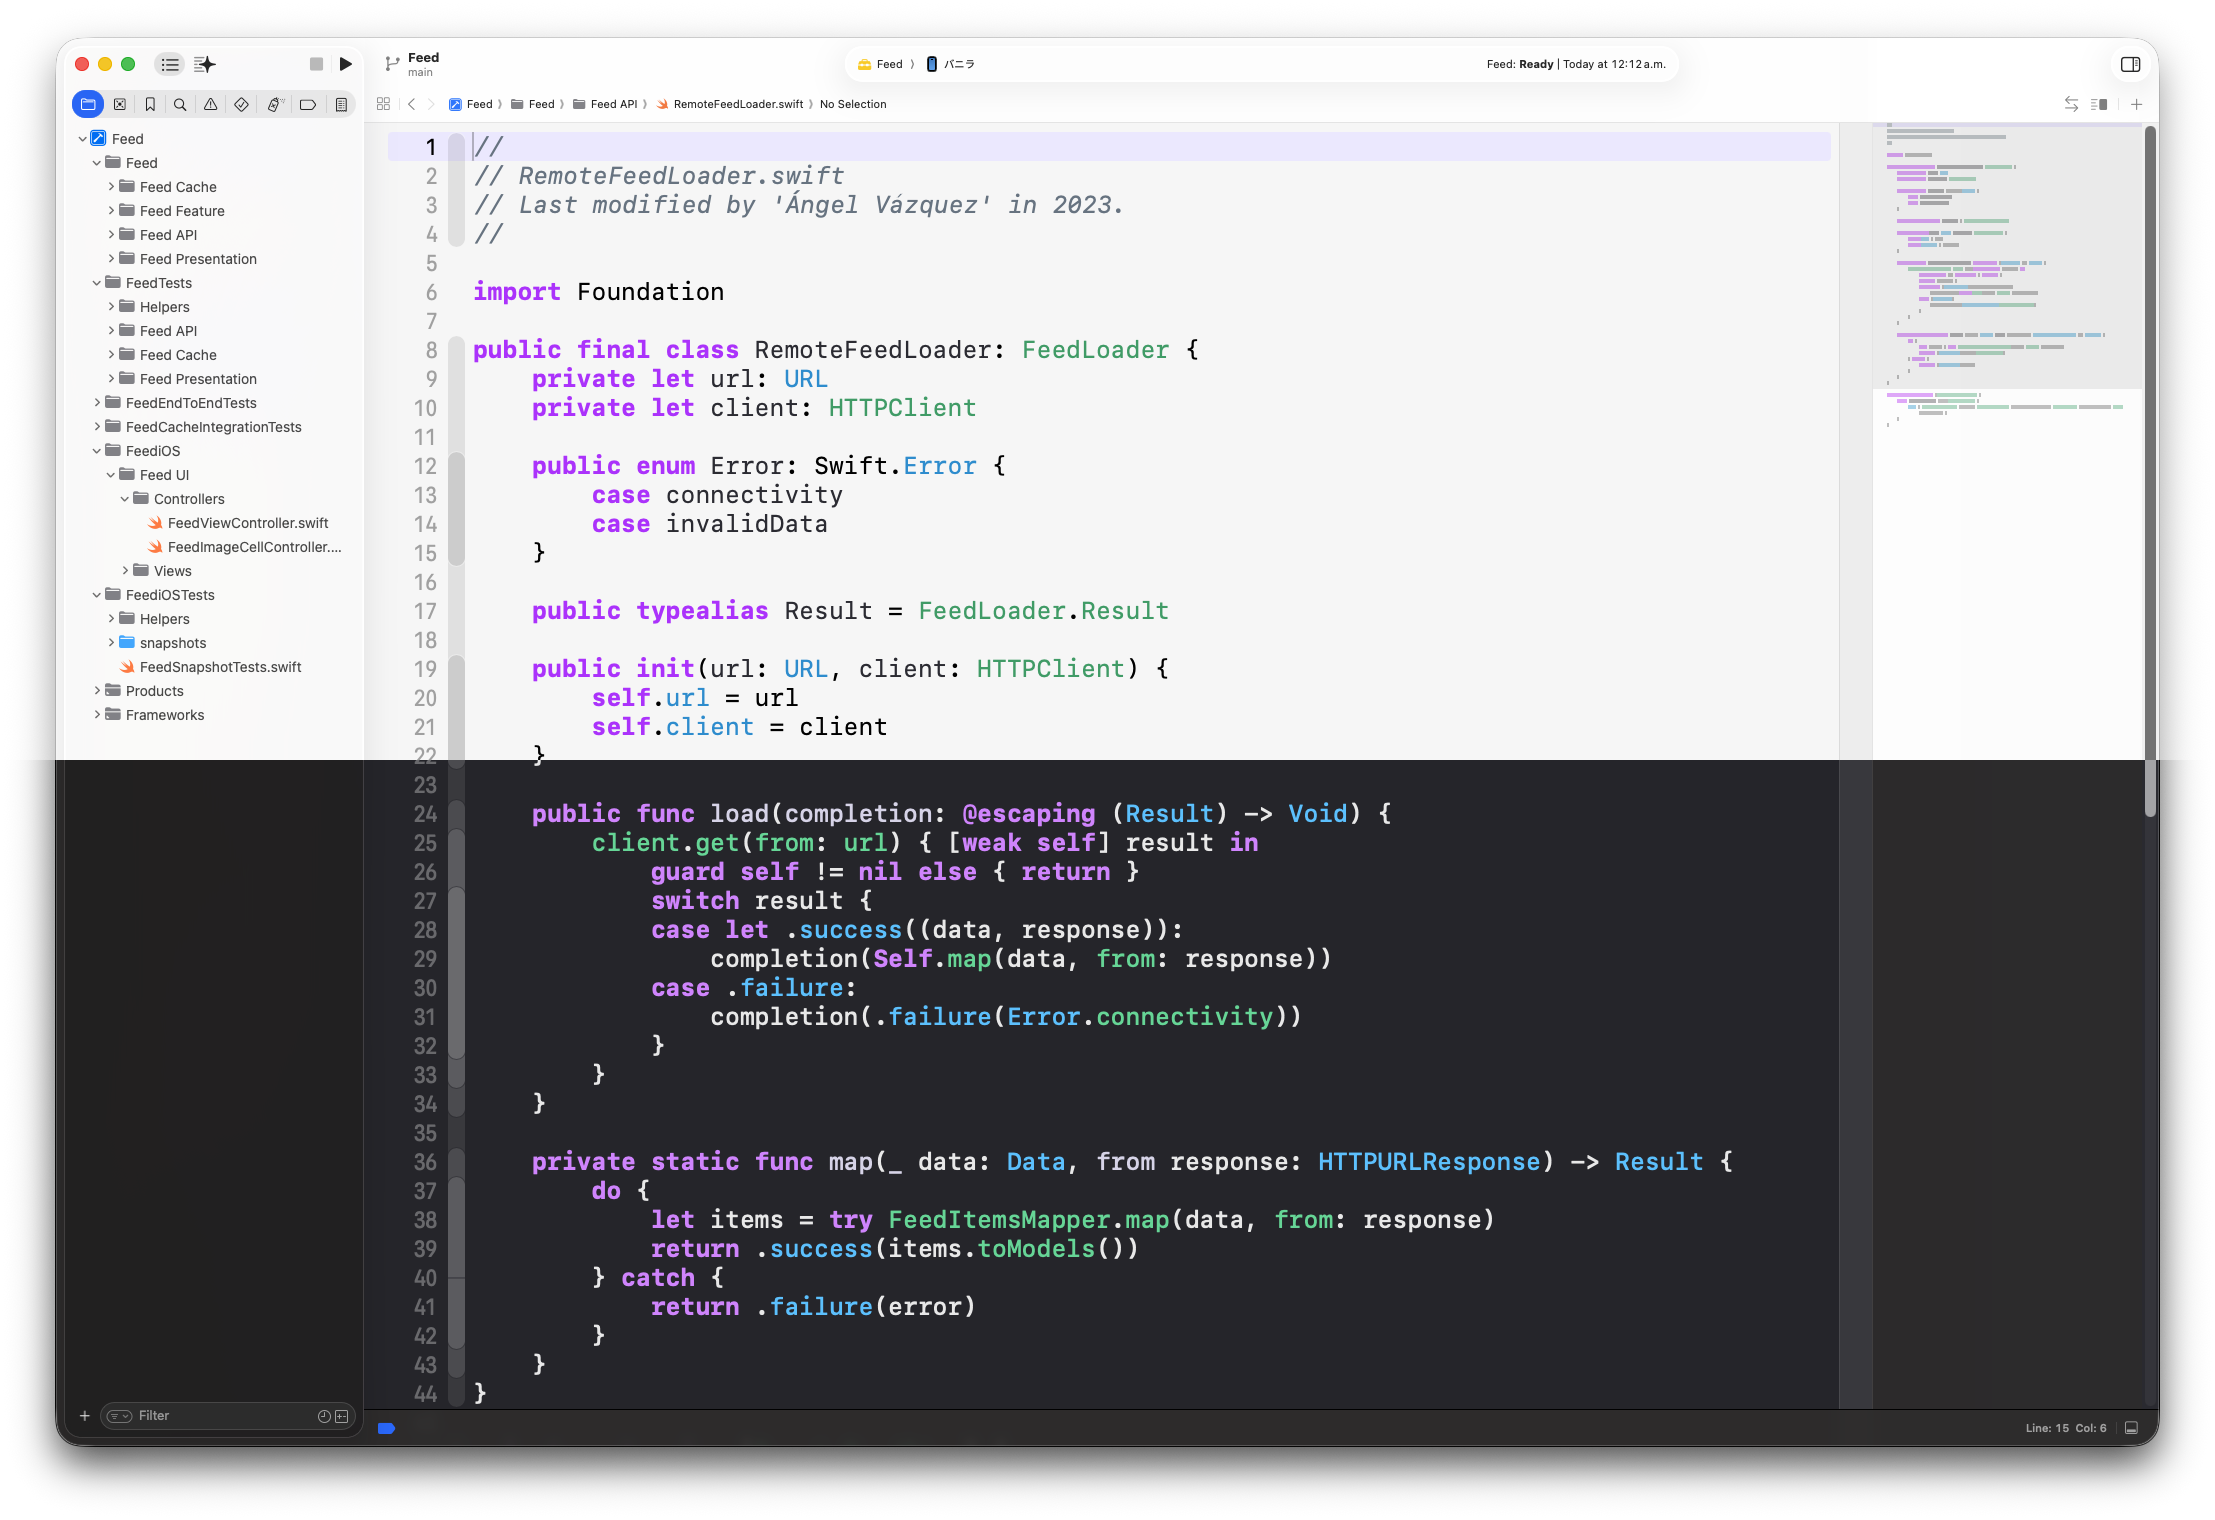 Feed
main
Feed 〉 バニラ
Feed: Ready | Today at 12:12 a.m.
Feed 〉 Feed 〉 Feed API 〉 RemoteFeedLoader.swift 〉 No Selection
Feed
Feed
Feed Cache
Feed Feature
Feed API
Feed Presentation
FeedTests
Helpers
Feed API
Feed Cache
Feed Presentation
FeedEndToEndTests
FeedCacheIntegrationTests
FeediOS
Feed UI
Controllers
FeedViewController.swift
FeedImageCellController....
Views
FeediOSTests
Helpers
snapshots
FeedSnapshotTests.swift
Products
Frameworks
Filter
1 //
2 // RemoteFeedLoader.swift
3 // Last modified by 'Ángel Vázquez' in 2023.
4 //
5
6 import Foundation
7
8 public final class RemoteFeedLoader: FeedLoader {
9     private let url: URL
10     private let client: HTTPClient
11
12     public enum Error: Swift.Error {
13         case connectivity
14         case invalidData
15     }
16
17     public typealias Result = FeedLoader.Result
18
19     public init(url: URL, client: HTTPClient) {
20         self.url = url
21         self.client = client
22     }
23
24     public func load(completion: @escaping (Result) -> Void) {
25         client.get(from: url) { [weak self] result in
26             guard self != nil else { return }
27             switch result {
28             case let .success((data, response)):
29                 completion(Self.map(data, from: response))
30             case .failure:
31                 completion(.failure(Error.connectivity))
32             }
33         }
34     }
35
36     private static func map(_ data: Data, from response: HTTPURLResponse) -> Result {
37         do {
38             let items = try FeedItemsMapper.map(data, from: response)
39             return .success(items.toModels())
40         } catch {
41             return .failure(error)
42         }
43     }
44 }
Line: 15 Col: 6